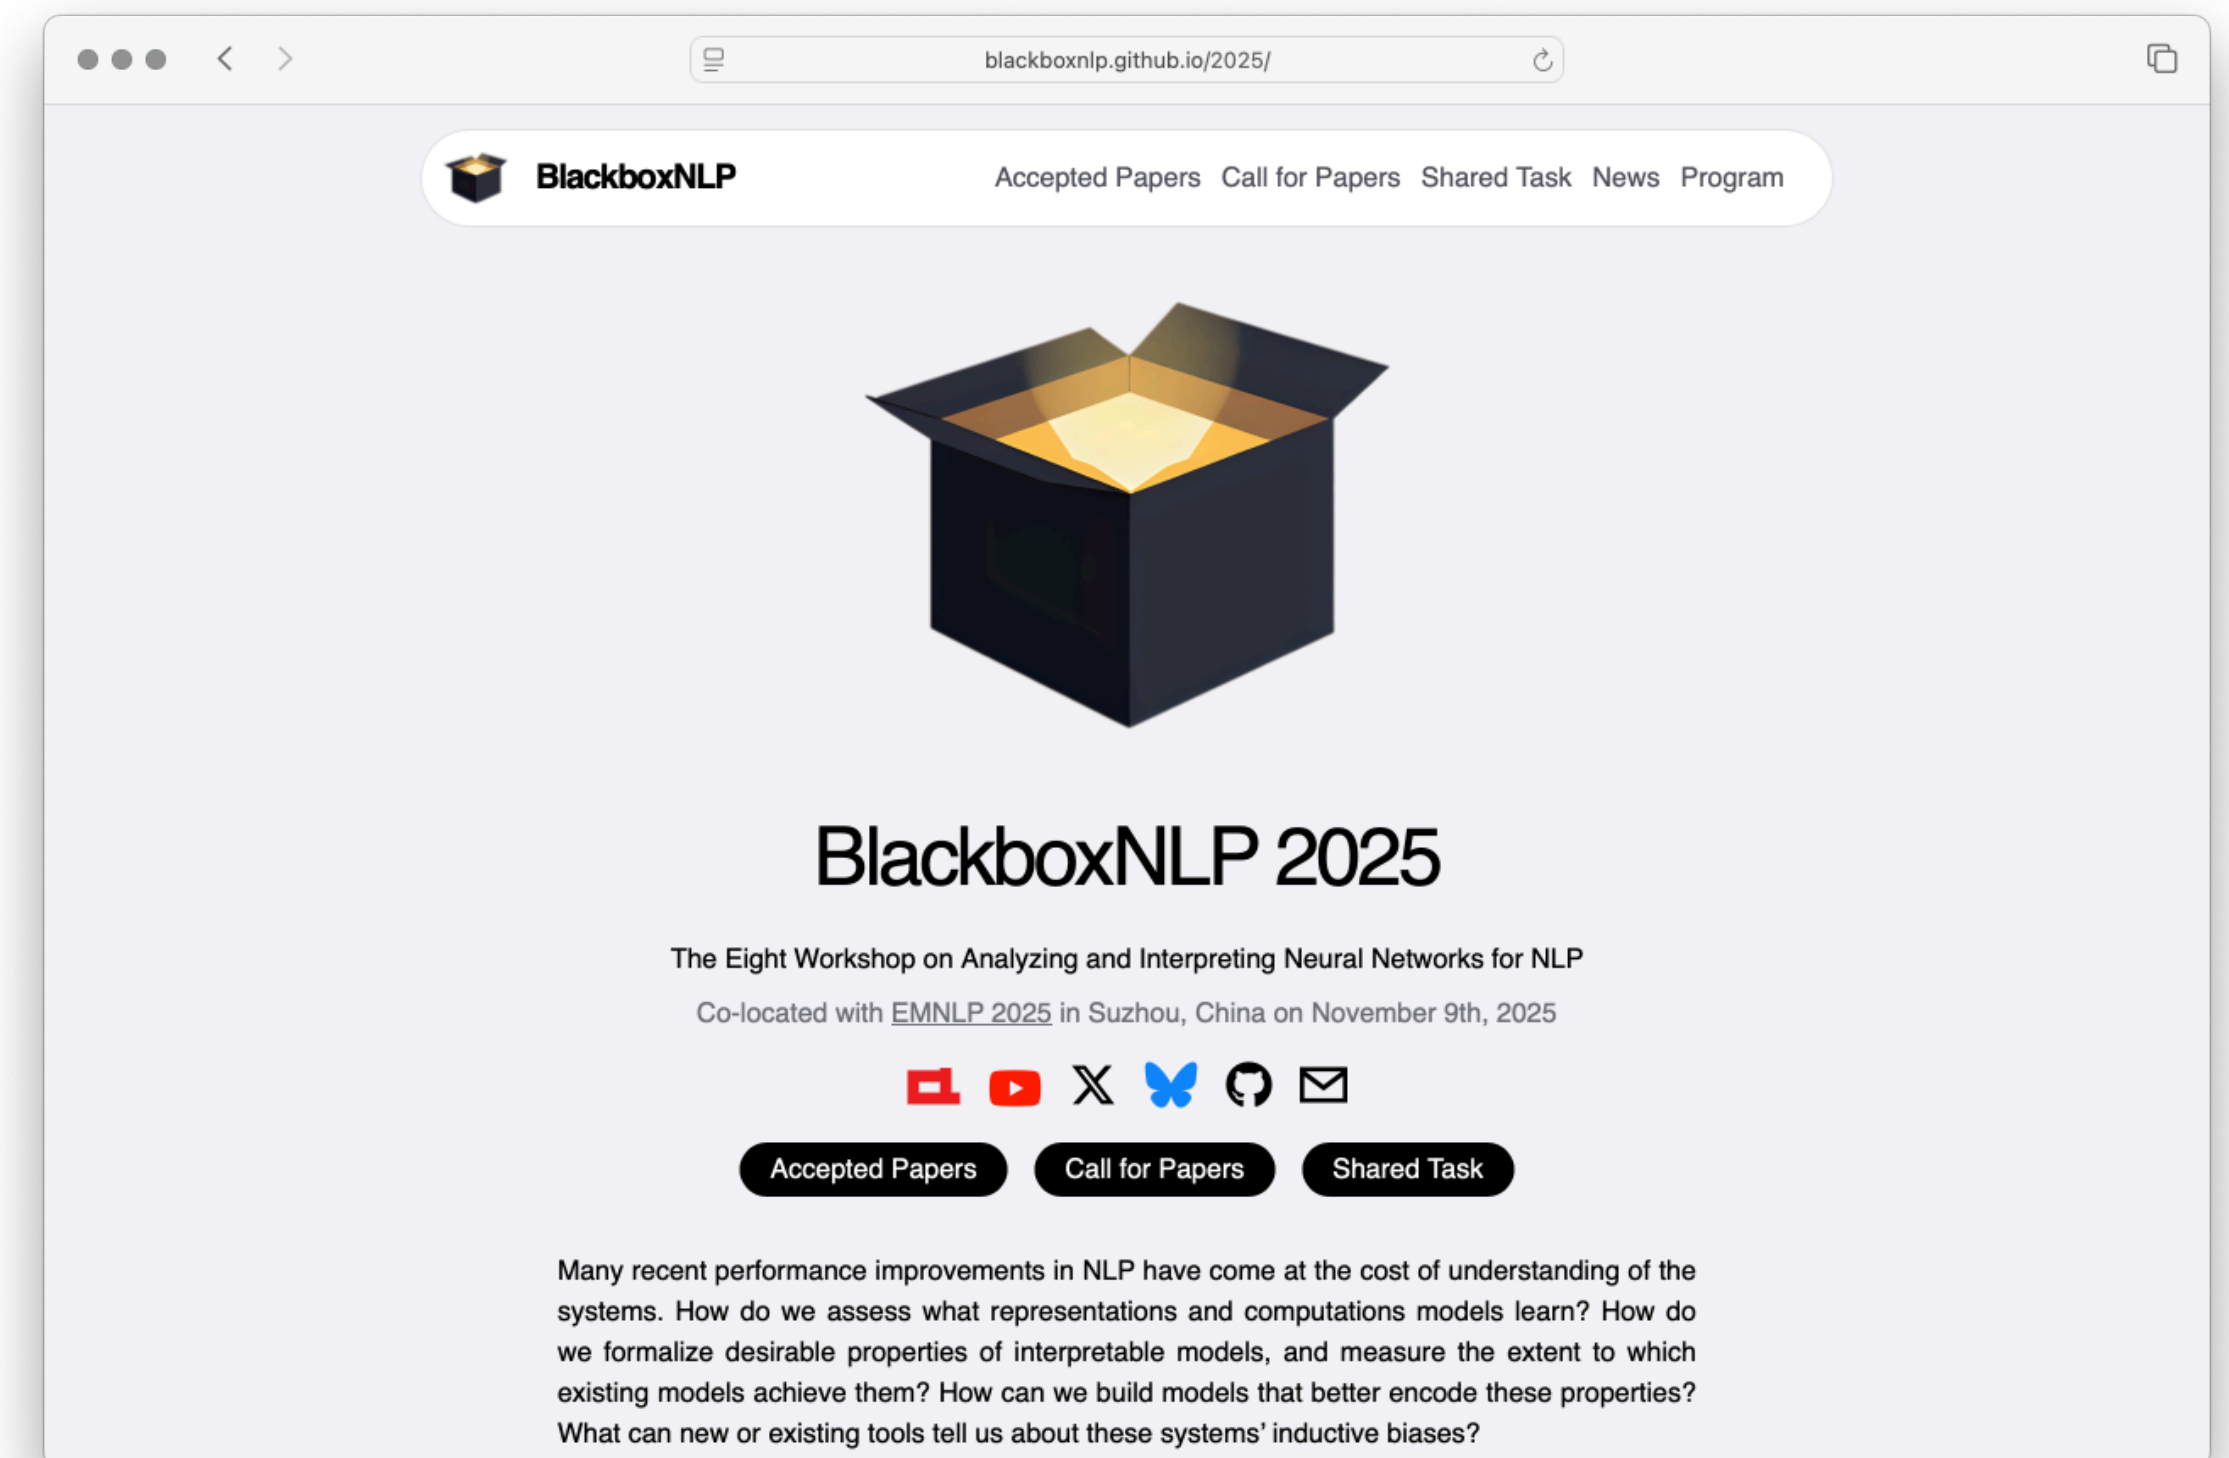 blackboxnlp.github.io/2025/
BlackboxNLP
Accepted Papers Call for Papers Shared Task News Program
BlackboxNLP 2025
The Eight Workshop on Analyzing and Interpreting Neural Networks for NLP
Co-located with EMNLP 2025 in Suzhou, China on November 9th, 2025
Accepted Papers Call for Papers Shared Task
Many recent performance improvements in NLP have come at the cost of understanding of the
systems. How do we assess what representations and computations models learn? How do
we formalize desirable properties of interpretable models, and measure the extent to which
existing models achieve them? How can we build models that better encode these properties?
What can new or existing tools tell us about these systems’ inductive biases?